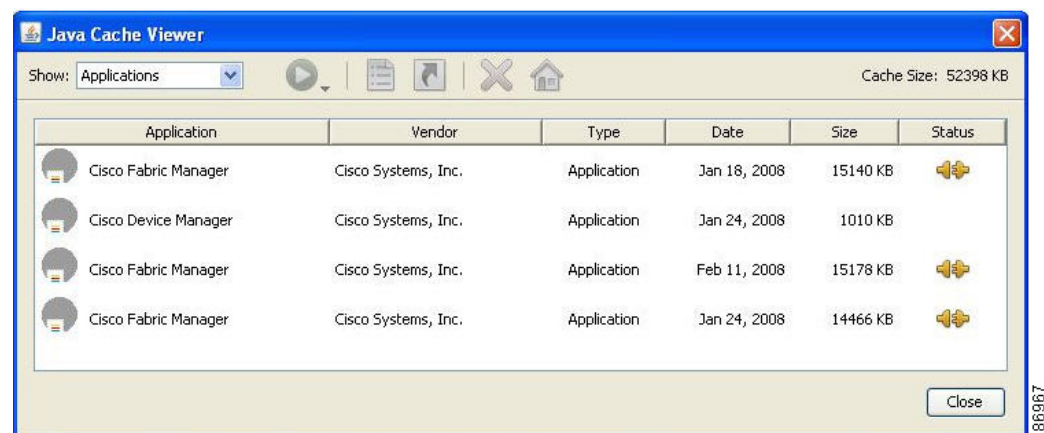 Java Cache Viewer
Show: Applications Cache Size: 52398 KB
Application Vendor Type Date Size Status
Cisco Fabric Manager Cisco Systems, Inc. Application Jan 18, 2008 15140 KB
Cisco Device Manager Cisco Systems, Inc. Application Jan 24, 2008 1010 KB
Cisco Fabric Manager Cisco Systems, Inc. Application Feb 11, 2008 15178 KB
Cisco Fabric Manager Cisco Systems, Inc. Application Jan 24, 2008 14466 KB
Close
86967